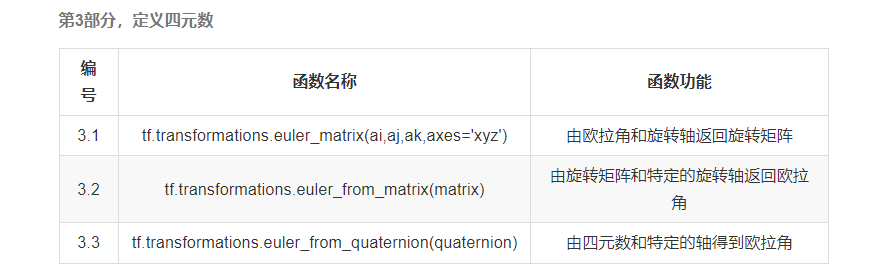 第3部分，定义四元数
编
号
函数名称
函数功能
3.1
tf.transformations.euler_matrix(ai,aj,ak,axes='xyz')
由欧拉角和旋转轴返回旋转矩阵
3.2
tf.transformations.euler_from_matrix(matrix)
由旋转矩阵和特定的旋转轴返回欧拉
角
3.3
tf.transformations.euler_from_quaternion(quaternion)
由四元数和特定的轴得到欧拉角